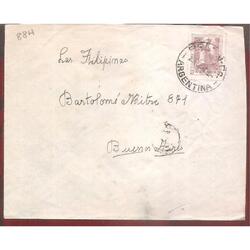 884
Las Filipinas
Bartolomé Mitre 871
Buenos Aires
ARGENTINA